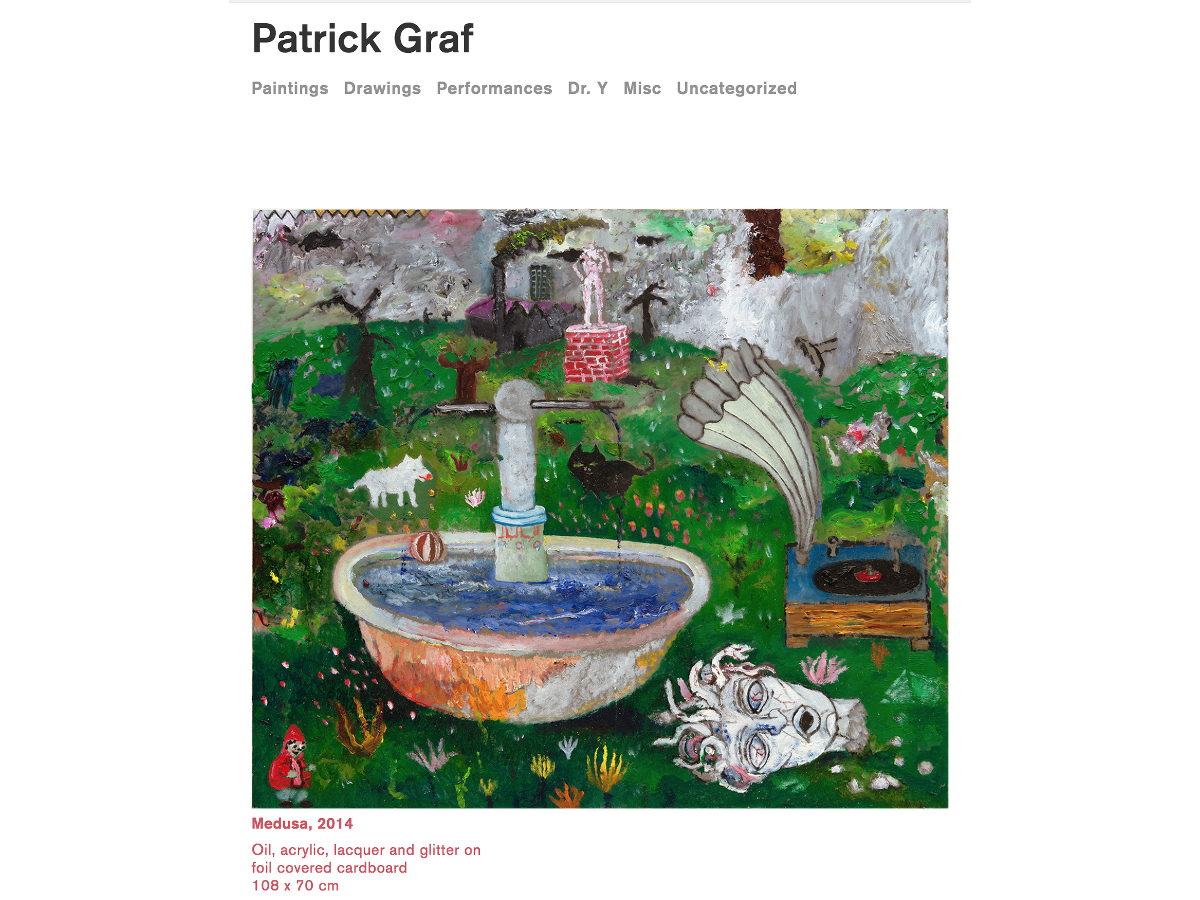 Patrick Graf
Paintings Drawings Performances Dr. Y Misc Uncategorized
Medusa, 2014
Oil, acrylic, lacquer and glitter on
foil covered cardboard
108 x 70 cm